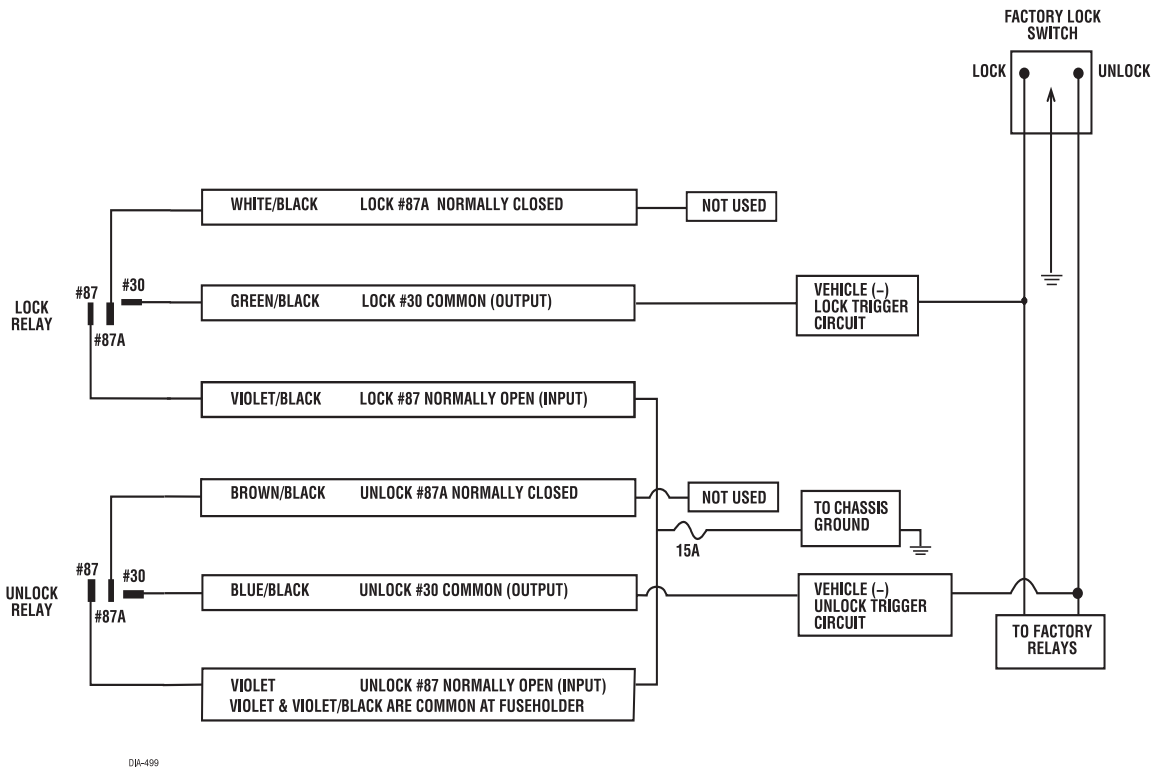 FACTORY LOCK
SWITCH
LOCK
UNLOCK
WHITE/BLACK LOCK #87A NORMALLY CLOSED
NOT USED
#87
#30
LOCK
RELAY
#87A
GREEN/BLACK LOCK #30 COMMON (OUTPUT)
VEHICLE (–)
LOCK TRIGGER
CIRCUIT
VIOLET/BLACK LOCK #87 NORMALLY OPEN (INPUT)
BROWN/BLACK UNLOCK #87A NORMALLY CLOSED
NOT USED
TO CHASSIS
GROUND
15A
#87
#30
UNLOCK
RELAY
#87A
BLUE/BLACK UNLOCK #30 COMMON (OUTPUT)
VEHICLE (–)
UNLOCK TRIGGER
CIRCUIT
TO FACTORY
RELAYS
VIOLET UNLOCK #87 NORMALLY OPEN (INPUT)
VIOLET & VIOLET/BLACK ARE COMMON AT FUSEHOLDER
DIA-499